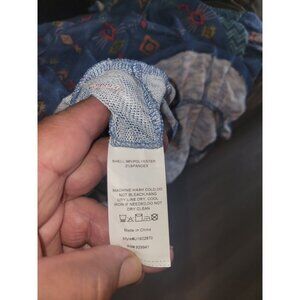 SHELL 98%POLYESTER
2%SPANDEX
MACHINE WASH COLD,DO
NOT BLEACH,HANG
LINE DRY, COOL
IRON IF NEEDED,DO NOT
DRY CLEAN
Made in China